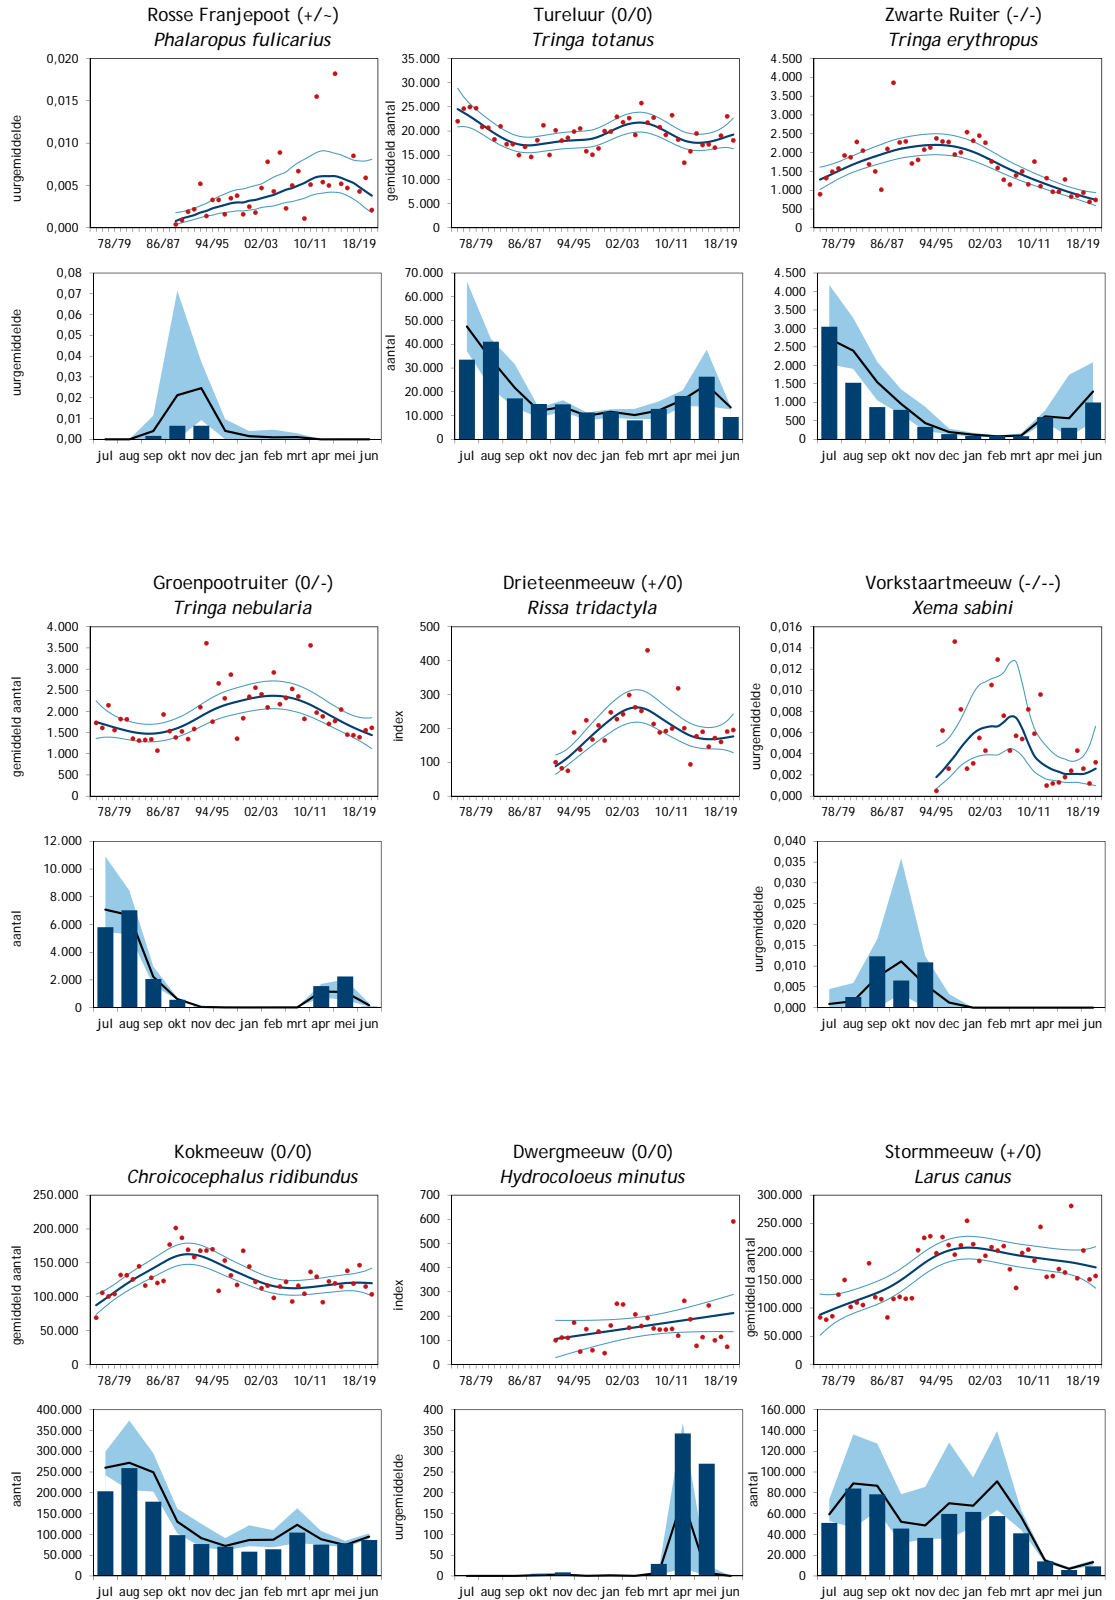 Rosse Franjepoot (+/~)
Phalaropus fulicarius
uurgemiddelde
0,020
0,015
0,010
0,005
0,000
78/79 86/87 94/95 02/03 10/11 18/19
uurgemiddelde
0,08
0,07
0,06
0,05
0,04
0,03
0,02
0,01
0,00
jul aug sep okt nov dec jan feb mrt apr mei jun
Tureluur (0/0)
Tringa totanus
gemiddeld aantal
35.000
30.000
25.000
20.000
15.000
10.000
5.000
0
78/79 86/87 94/95 02/03 10/11 18/19
aantal
70.000
60.000
50.000
40.000
30.000
20.000
10.000
0
jul aug sep okt nov dec jan feb mrt apr mei jun
Zwarte Ruiter (-/-)
Tringa erythropus
4.500
4.000
3.500
3.000
2.500
2.000
1.500
1.000
500
0
78/79 86/87 94/95 02/03 10/11 18/19
4.500
4.000
3.500
3.000
2.500
2.000
1.500
1.000
500
0
jul aug sep okt nov dec jan feb mrt apr mei jun
Groenpootruiter (0/-)
Tringa nebularia
gemiddeld aantal
4.000
3.500
3.000
2.500
2.000
1.500
1.000
500
0
78/79 86/87 94/95 02/03 10/11 18/19
aantal
12.000
10.000
8.000
6.000
4.000
2.000
0
jul aug sep okt nov dec jan feb mrt apr mei jun
Drieteenmeeuw (+/0)
Rissa tridactyla
index
500
400
300
200
100
0
78/79 86/87 94/95 02/03 10/11 18/19
Vorkstaartmeeuw (-/--)
Xema sabini
uurgemiddelde
0,016
0,014
0,012
0,010
0,008
0,006
0,004
0,002
0,000
78/79 86/87 94/95 02/03 10/11 18/19
uurgemiddelde
0,040
0,035
0,030
0,025
0,020
0,015
0,010
0,005
0,000
jul aug sep okt nov dec jan feb mrt apr mei jun
Kokmeeuw (0/0)
Chroicocephalus ridibundus
gemiddeld aantal
250.000
200.000
150.000
100.000
50.000
0
78/79 86/87 94/95 02/03 10/11 18/19
aantal
400.000
350.000
300.000
250.000
200.000
150.000
100.000
50.000
0
jul aug sep okt nov dec jan feb mrt apr mei jun
Dwergmeeuw (0/0)
Hydrocoloeus minutus
index
700
600
500
400
300
200
100
0
78/79 86/87 94/95 02/03 10/11 18/19
uurgemiddelde
400
350
300
250
200
150
100
50
0
jul aug sep okt nov dec jan feb mrt apr mei jun
Stormmeeuw (+/0)
Larus canus
gemiddeld aantal
300.000
250.000
200.000
150.000
100.000
50.000
0
78/79 86/87 94/95 02/03 10/11 18/19
aantal
160.000
140.000
120.000
100.000
80.000
60.000
40.000
20.000
0
jul aug sep okt nov dec jan feb mrt apr mei jun